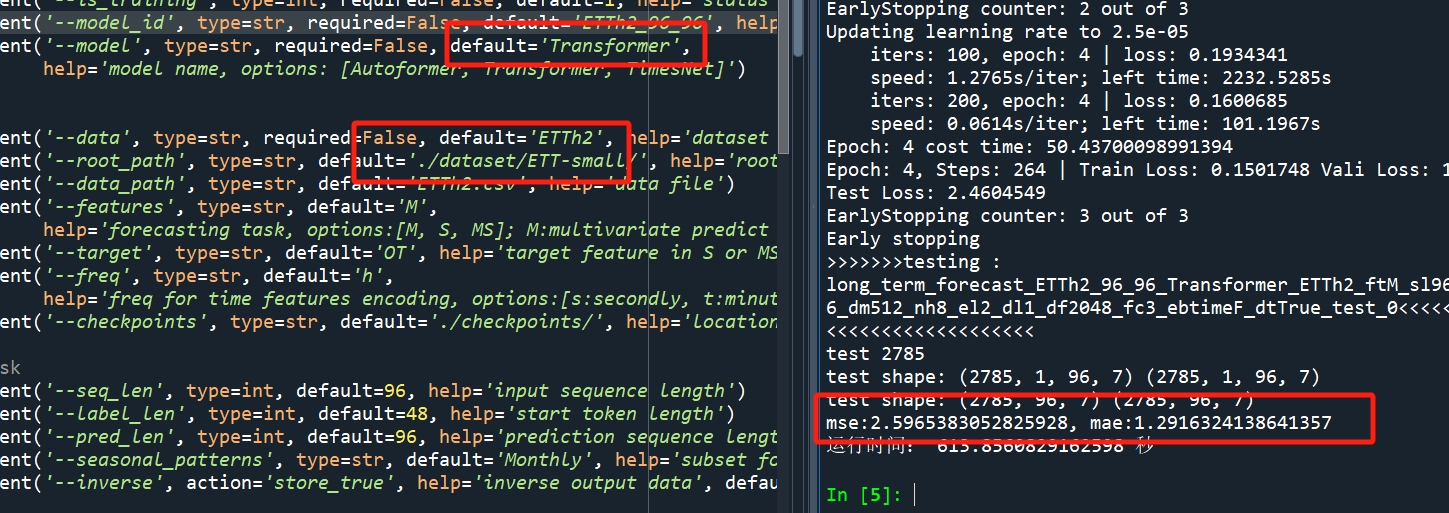 ent('--is_training', type=int, required=False, default=1, help='status
ent('--model_id', type=str, required=False, default='ETTh2_96_96', help
ent('--model', type=str, required=False, default='Transformer',
help='model name, options: [Autoformer, Transformer, TimesNet]')
ent('--data', type=str, required=False, default='ETTh2', help='dataset
ent('--root_path', type=str, default='./dataset/ETT-small/', help='root
ent('--data_path', type=str, default='ETTh2.csv', help='data file')
ent('--features', type=str, default='M',
help='forecasting task, options:[M, S, MS]; M:multivariate predict
ent('--target', type=str, default='OT', help='target feature in S or MS
ent('--freq', type=str, default='h',
help='freq for time features encoding, options:[s:secondly, t:minut
ent('--checkpoints', type=str, default='./checkpoints/', help='location
sk
ent('--seq_len', type=int, default=96, help='input sequence length')
ent('--label_len', type=int, default=48, help='start token length')
ent('--pred_len', type=int, default=96, help='prediction sequence lengt
ent('--seasonal_patterns', type=str, default='Monthly', help='subset fo
ent('--inverse', action='store_true', help='inverse output data', defau
EarlyStopping counter: 2 out of 3
Updating learning rate to 2.5e-05
iters: 100, epoch: 4 | loss: 0.1934341
speed: 1.2765s/iter; left time: 2232.5285s
iters: 200, epoch: 4 | loss: 0.1600685
speed: 0.0614s/iter; left time: 101.1967s
Epoch: 4 cost time: 50.43700098991394
Epoch: 4, Steps: 264 | Train Loss: 0.1501748 Vali Loss: 1
Test Loss: 2.4604549
EarlyStopping counter: 3 out of 3
Early stopping
>>>>>>>testing :
long_term_forecast_ETTh2_96_96_Transformer_ETTh2_ftM_sl96
6_dm512_nh8_el2_dl1_df2048_fc3_ebtimeF_dtTrue_test_0<<<<<
<<<<<<<<<<<<<<<<<<<
test 2785
test shape: (2785, 1, 96, 7) (2785, 1, 96, 7)
test shape: (2785, 96, 7) (2785, 96, 7)
mse:2.5965383052825928, mae:1.2916324138641357
运行时间: 613.8560829162598 秒
In [5]: